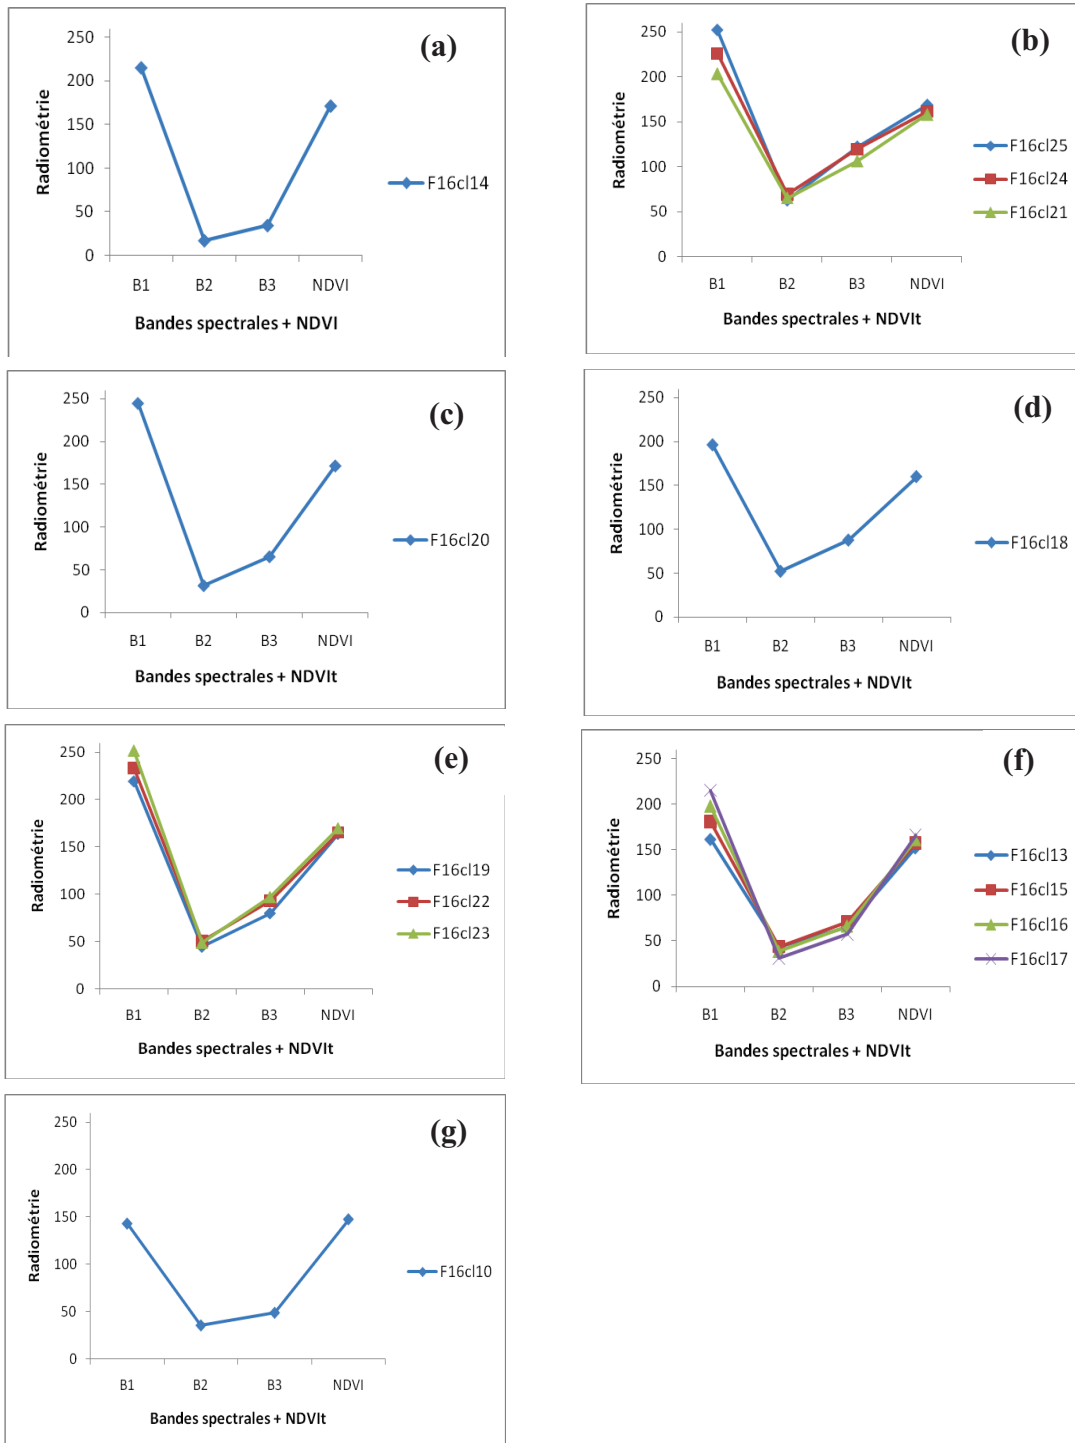 (a)
250
200
150
100
50
0
Radiométrie
B1 B2 B3 NDVI
Bandes spectrales + NDVI
F16cl14
(b)
250
200
150
100
50
0
Radiométrie
B1 B2 B3 NDVI
Bandes spectrales + NDVIt
F16cl25
F16cl24
F16cl21
(c)
250
200
150
100
50
0
Radiométrie
B1 B2 B3 NDVI
Bandes spectrales + NDVIt
F16cl20
(d)
250
200
150
100
50
0
Radiométrie
B1 B2 B3 NDVI
Bandes spectrales + NDVIt
F16cl18
(e)
250
200
150
100
50
0
Radiométrie
B1 B2 B3 NDVI
Bandes spectrales + NDVIt
F16cl19
F16cl22
F16cl23
(f)
250
200
150
100
50
0
Radiométrie
B1 B2 B3 NDVI
Bandes spectrales + NDVIt
F16cl13
F16cl15
F16cl16
F16cl17
(g)
250
200
150
100
50
0
Radiométrie
B1 B2 B3 NDVI
Bandes spectrales + NDVIt
F16cl10